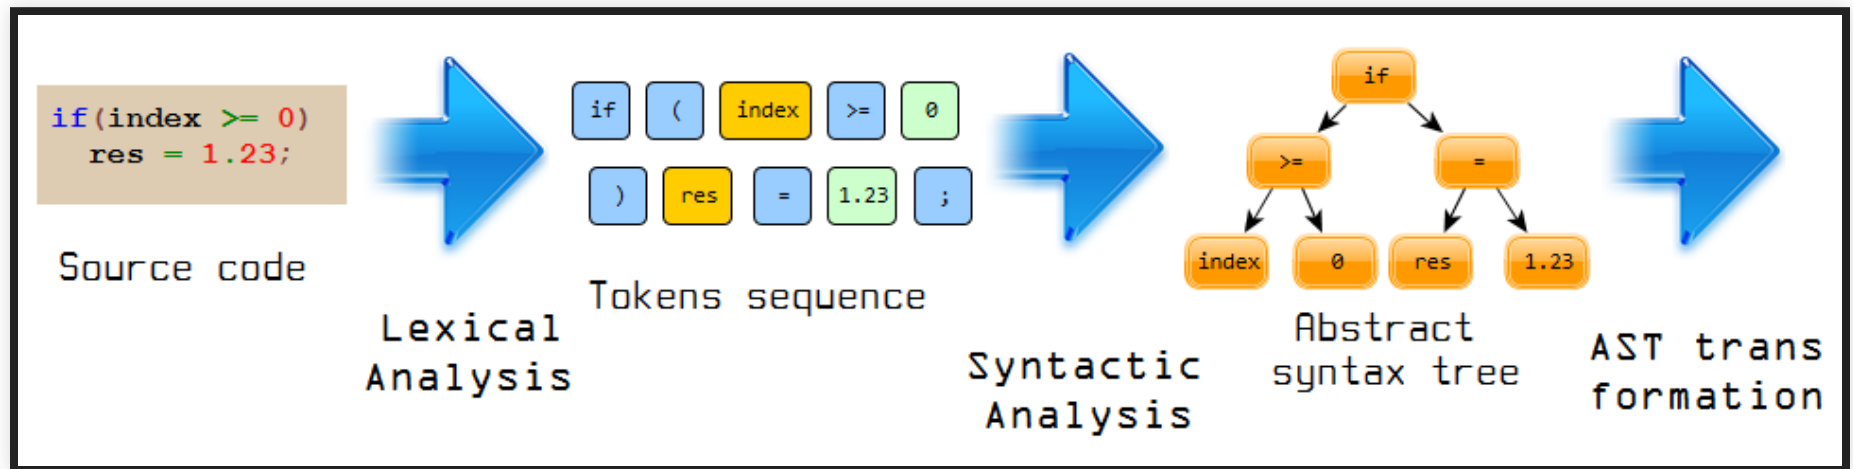 if(index >= 0)
res = 1.23;
Source code
Lexical
Analysis
if ( index >= 0
) res = 1.23 ;
Tokens sequence
Syntactic
Analysis
if
>= =
index 0 res 1.23
Abstract
syntax tree
AST trans
formation